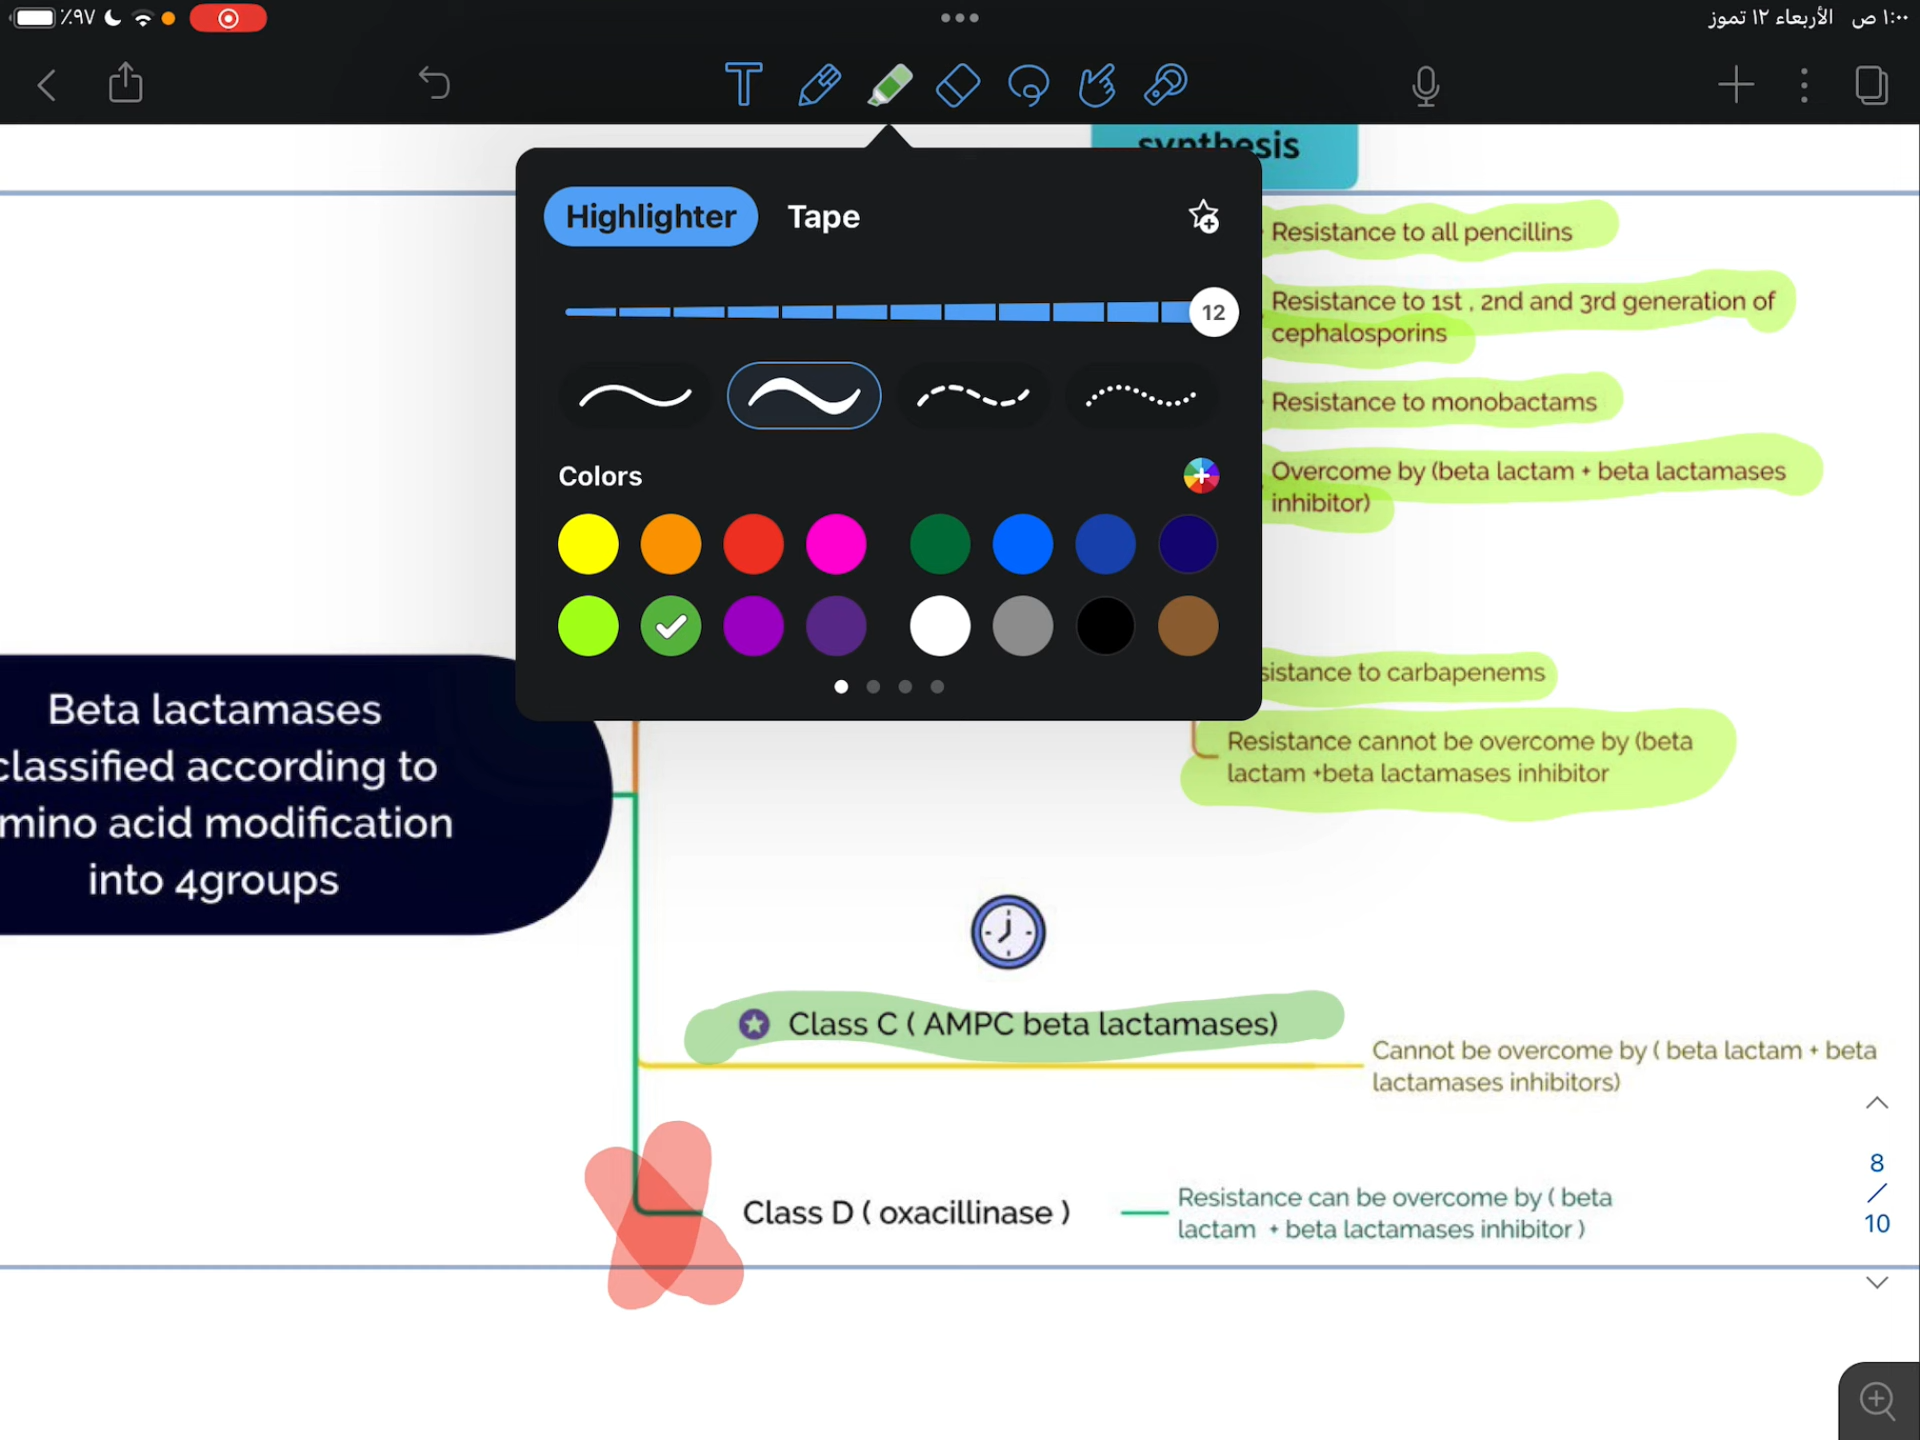 ٪٩٧
١:٠٠ ص الأربعاء ١٢ تموز
T
synthesis
Highlighter Tape
12
Colors
Resistance to all pencillins
Resistance to 1st , 2nd and 3rd generation of
cephalosporins
Resistance to monobactams
Overcome by (beta lactam + beta lactamases
inhibitor)
sistance to carbapenems
Resistance cannot be overcome by (beta
lactam +beta lactamases inhibitor
Beta lactamases
classified according to
mino acid modification
into 4groups
Class C ( AMPC beta lactamases)
Cannot be overcome by ( beta lactam + beta
lactamases inhibitors)
Class D ( oxacillinase )
Resistance can be overcome by ( beta
lactam + beta lactamases inhibitor )
8
/
10